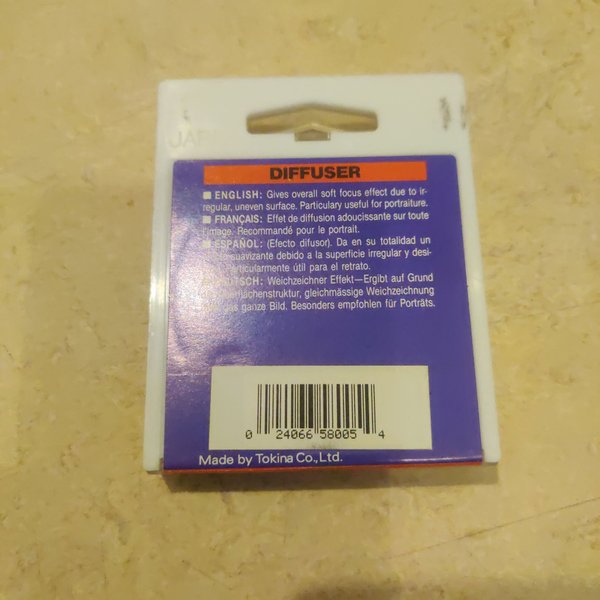 DIFFUSER
ENGLISH: Gives overall soft focus effect due to ir-
regular, uneven surface. Particulary useful for portraiture.
FRANÇAIS: Effet de diffusion adoucissante sur toute
l'image. Recommandé pour le portrait.
ESPAÑOL: (Efecto difusor). Da en su totalidad un
suavizante debido a la superficie irregular y desi-
Particularmente útil para el retrato.
Weichzeichner Effekt—Ergibt auf Grund
gleichmässige Weichzeichnung
das ganze Bild. Besonders empfohlen für Porträts.
0 24066 58005 4
Made by Tokina Co., Ltd.